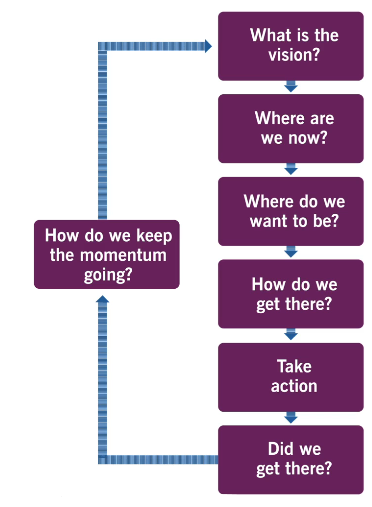 What is the
vision?
Where are
we now?
Where do we
want to be?
How do we
get there?
Take
action
Did we
get there?
How do we keep
the momentum
going?